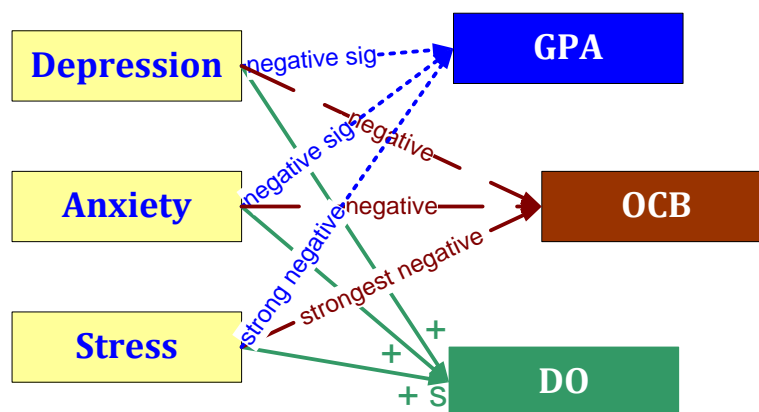 Depression
negative sig
GPA
negative
Anxiety
negative sig
negative
OCB
strong negative
strongest negative
Stress
+
+
+ s
DO